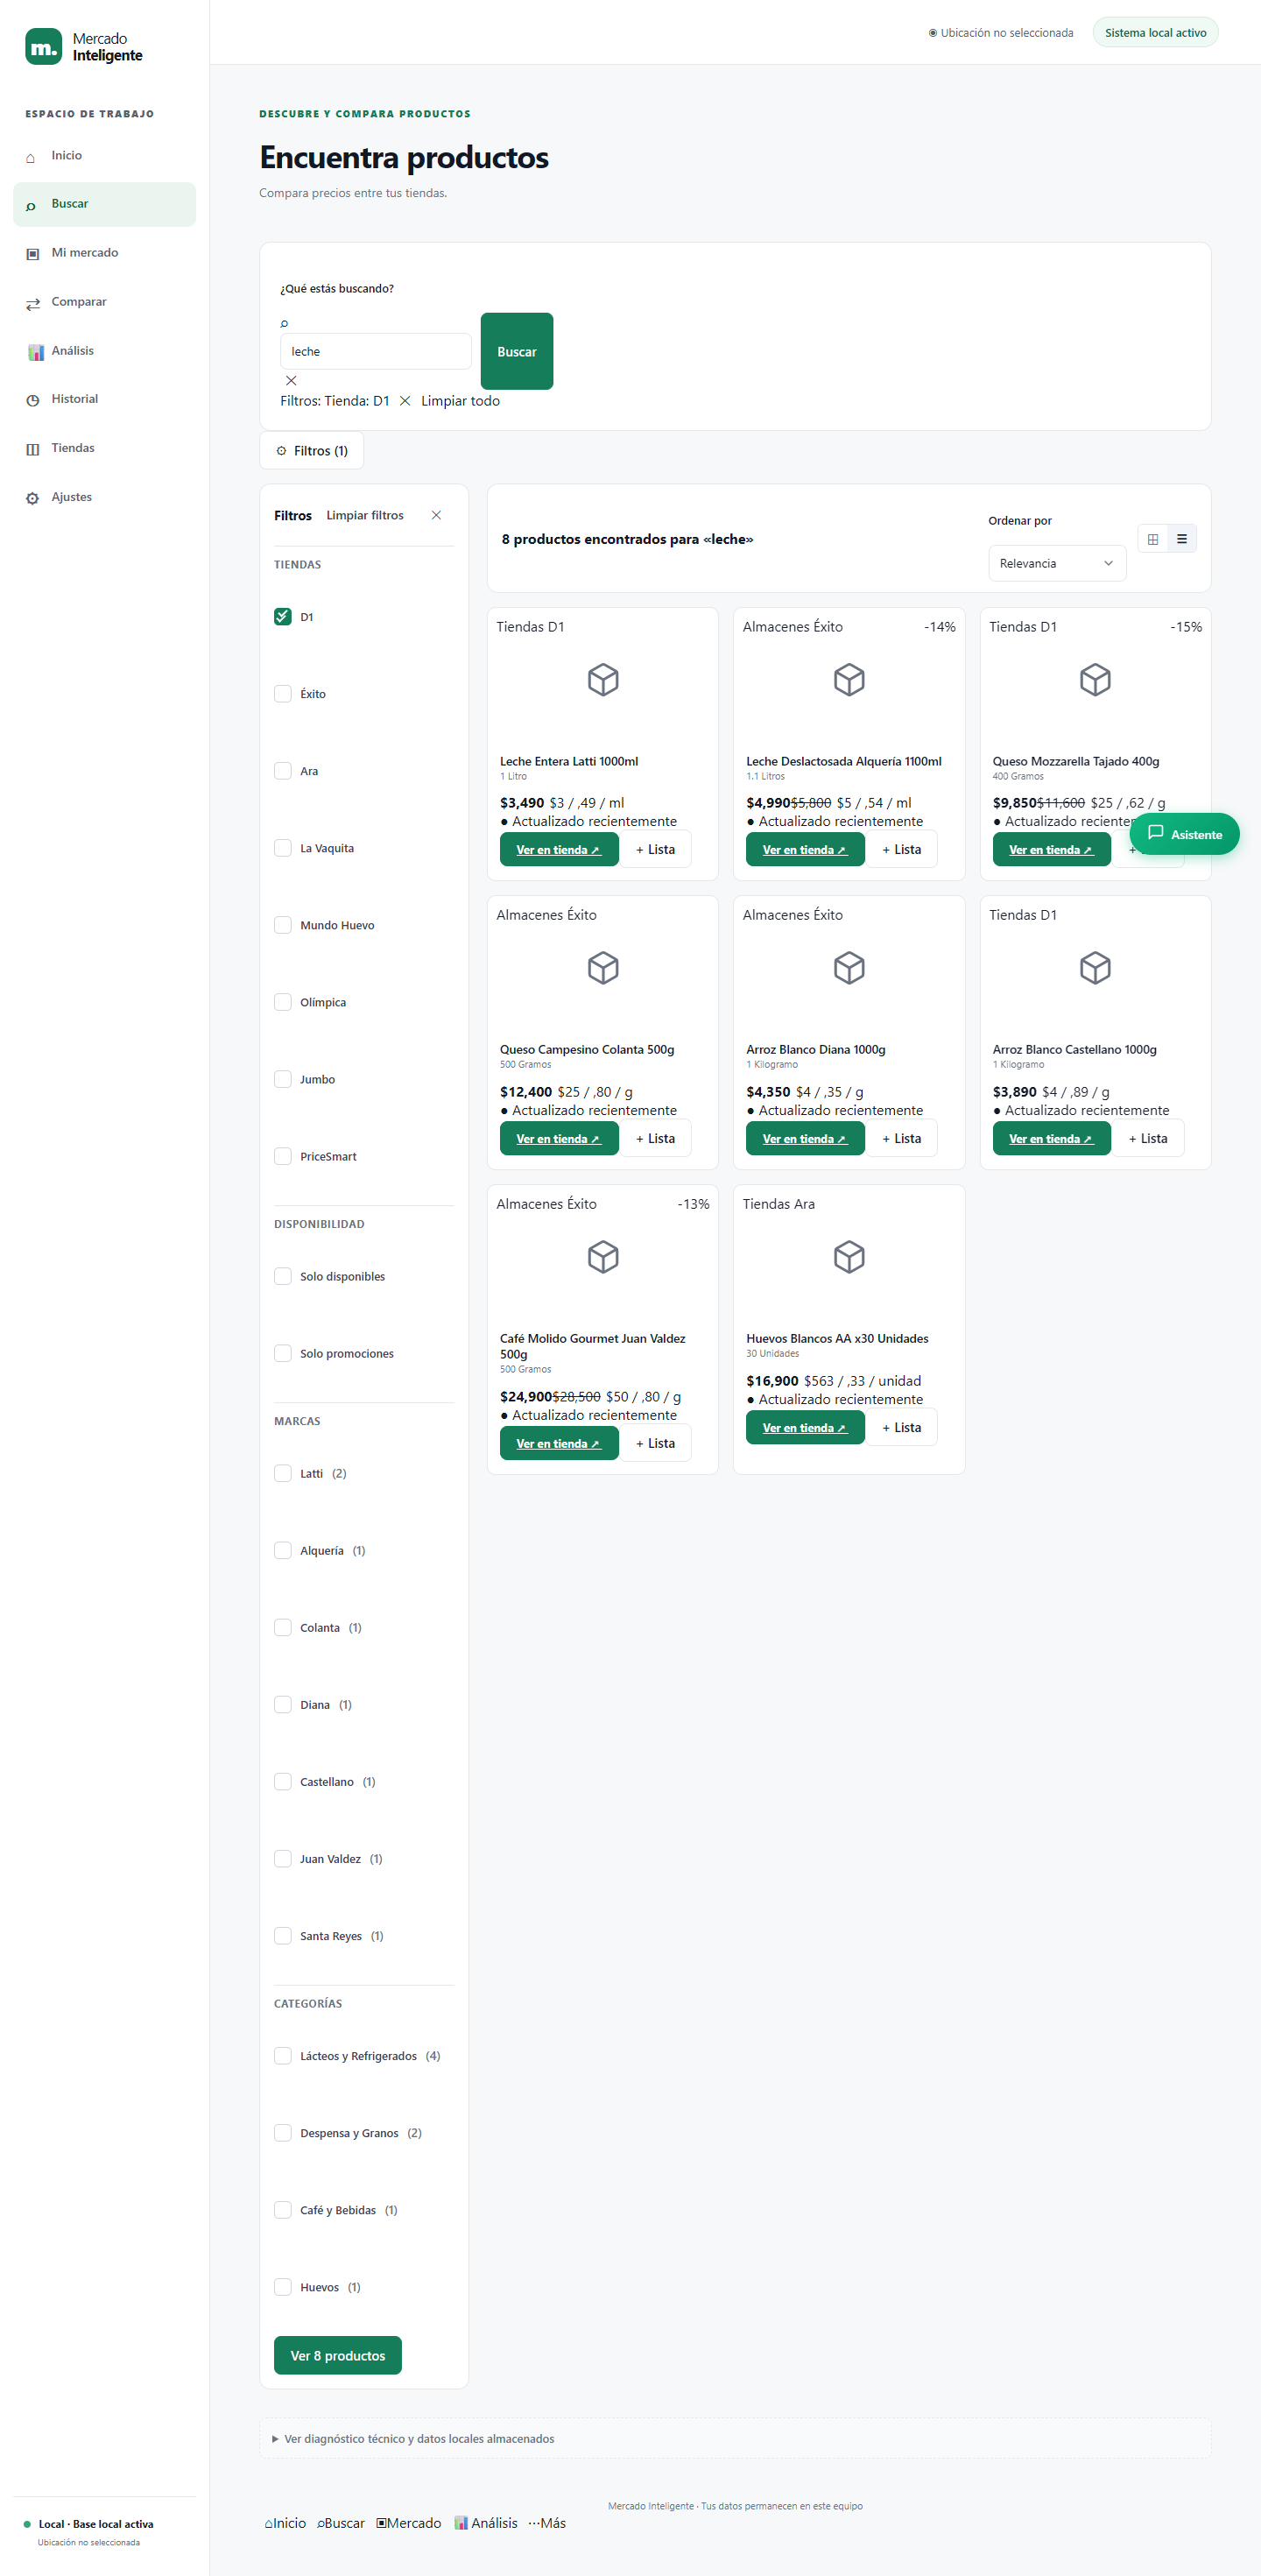 m.
Mercado
Inteligente
ESPACIO DE TRABAJO
Inicio
Buscar
Mi mercado
Comparar
Análisis
Historial
Tiendas
Ajustes
Local · Base local activa
Ubicación no seleccionada
Ubicación no seleccionada
Sistema local activo
DESCUBRE Y COMPARA PRODUCTOS
Encuentra productos
Compara precios entre tus tiendas.
¿Qué estás buscando?
leche
Buscar
Filtros: Tienda: D1 Limpiar todo
Filtros (1)
Filtros Limpiar filtros
TIENDAS
D1
Éxito
Ara
La Vaquita
Mundo Huevo
Olímpica
Jumbo
PriceSmart
DISPONIBILIDAD
Solo disponibles
Solo promociones
MARCAS
Latti (2)
Alquería (1)
Colanta (1)
Diana (1)
Castellano (1)
Juan Valdez (1)
Santa Reyes (1)
CATEGORÍAS
Lácteos y Refrigerados (4)
Despensa y Granos (2)
Café y Bebidas (1)
Huevos (1)
Ver 8 productos
8 productos encontrados para «leche»
Ordenar por
Relevancia
Tiendas D1
Leche Entera Latti 1000ml
1 Litro
$3,490 $3 / ,49 / ml
● Actualizado recientemente
Ver en tienda ↗
+ Lista
Almacenes Éxito -14%
Leche Deslactosada Alquería 1100ml
1.1 Litros
$4,990 $5,800 $5 / ,54 / ml
● Actualizado recientemente
Ver en tienda ↗
+ Lista
Tiendas D1 -15%
Queso Mozzarella Tajado 400g
400 Gramos
$9,850 $11,600 $25 / ,62 / g
● Actualizado recienter
Ver en tienda ↗
+
Asistente
Almacenes Éxito
Queso Campesino Colanta 500g
500 Gramos
$12,400 $25 / ,80 / g
● Actualizado recientemente
Ver en tienda ↗
+ Lista
Almacenes Éxito
Arroz Blanco Diana 1000g
1 Kilogramo
$4,350 $4 / ,35 / g
● Actualizado recientemente
Ver en tienda ↗
+ Lista
Tiendas D1
Arroz Blanco Castellano 1000g
1 Kilogramo
$3,890 $4 / ,89 / g
● Actualizado recientemente
Ver en tienda ↗
+ Lista
Almacenes Éxito -13%
Café Molido Gourmet Juan Valdez
500g
500 Gramos
$24,900 $28,500 $50 / ,80 / g
● Actualizado recientemente
Ver en tienda ↗
+ Lista
Tiendas Ara
Huevos Blancos AA x30 Unidades
30 Unidades
$16,900 $563 / ,33 / unidad
● Actualizado recientemente
Ver en tienda ↗
+ Lista
▶ Ver diagnóstico técnico y datos locales almacenados
Mercado Inteligente · Tus datos permanecen en este equipo
Inicio Buscar Mercado Análisis ···Más